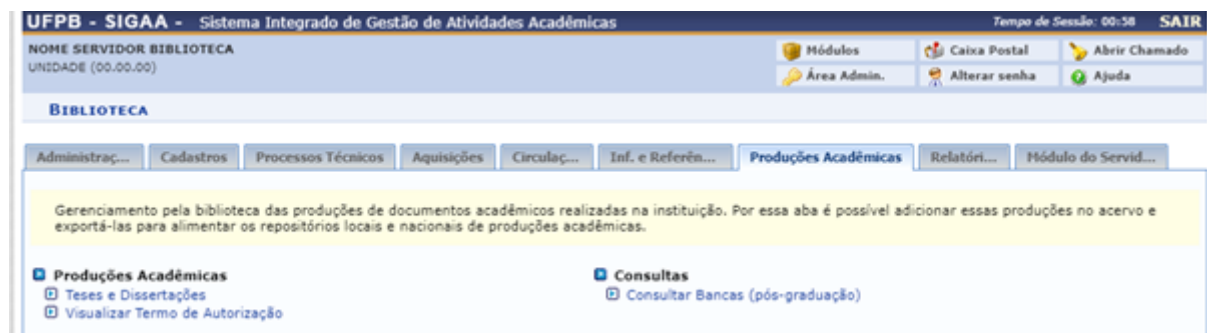 UFPB - SIGAA - Sistema Integrado de Gestão de Atividades Acadêmicas Tempo de Sessão: 00:58 SAIR
NOME SERVIDOR BIBLIOTECA
UNIDADE (00.00.00)
Módulos Caixa Postal Abrir Chamado
Área Admin. Alterar senha Ajuda
BIBLIOTECA
Administraç... Cadastros Processos Técnicos Aquisições Circulaç... Inf. e Referên... Produções Acadêmicas Relatóri... Módulo do Servid...
Gerenciamento pela biblioteca das produções de documentos acadêmicos realizadas na instituição. Por essa aba é possível adicionar essas produções no acervo e
exportá-las para alimentar os repositórios locais e nacionais de produções acadêmicas.
Produções Acadêmicas
Teses e Dissertações
Visualizar Termo de Autorização
Consultas
Consultar Bancas (pós-graduação)